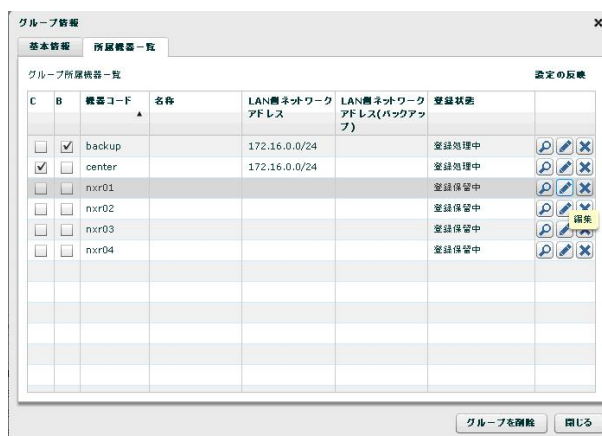 グループ情報
基本情報 所属機器一覧
グループ所属機器一覧 設定の反映
C B 機器コード 名称 LAN側ネットワークアドレス LAN側ネットワークアドレス(バックアップ) 登録状態
backup 172.16.0.0/24 登録処理中
center 172.16.0.0/24 登録処理中
nxr01 登録保留中
nxr02 登録保留中
編集
nxr03 登録保留中
nxr04 登録保留中
グループを削除 閉じる